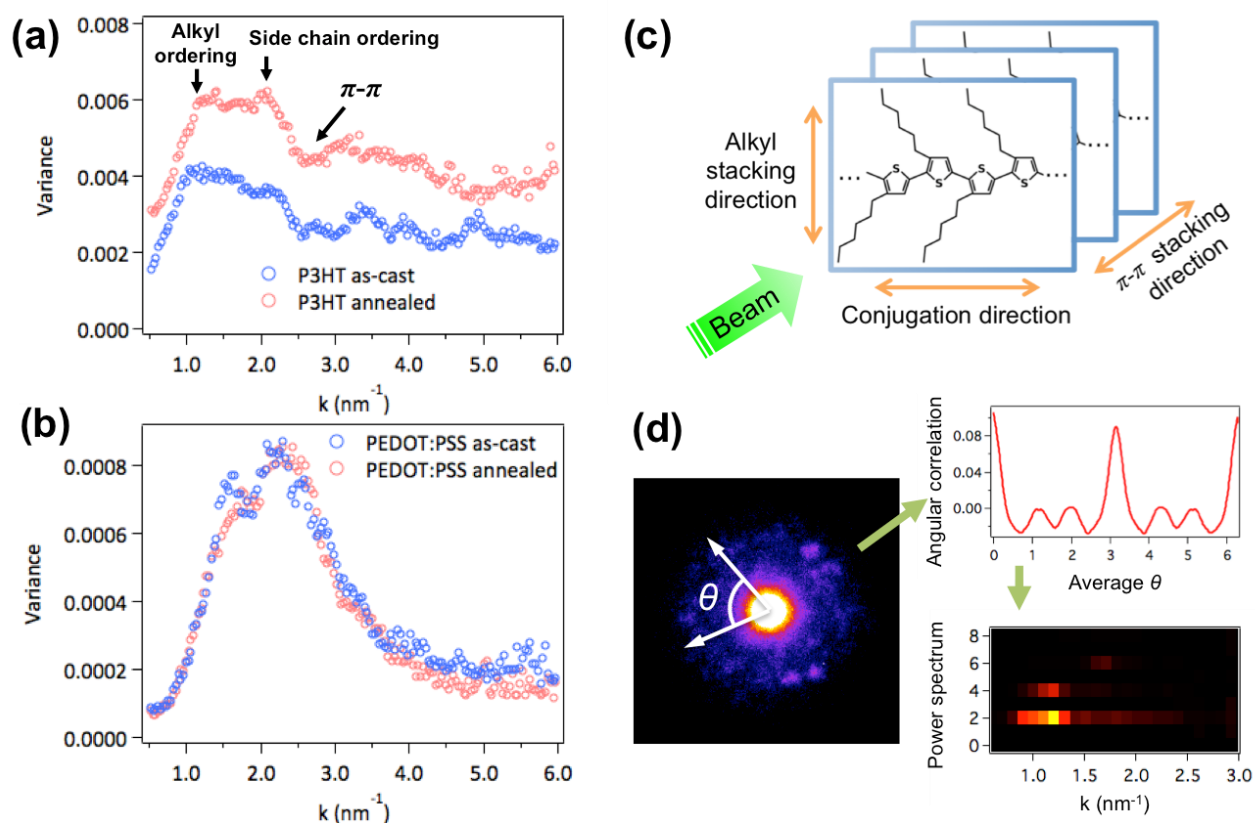 (a)
0.008
0.006
0.004
0.002
0.000
Variance
Alkyl
ordering
Side chain ordering
π-π
P3HT as-cast
P3HT annealed
1.0 2.0 3.0 4.0 5.0 6.0
k (nm⁻¹)
(b)
0.0008
0.0006
0.0004
0.0002
0.0000
Variance
PEDOT:PSS as-cast
PEDOT:PSS annealed
1.0 2.0 3.0 4.0 5.0 6.0
k (nm⁻¹)
(c)
Alkyl
stacking
direction
... S S S S ...
...
...
π-π stacking
direction
Conjugation direction
Beam
(d)
θ
Angular correlation
0.08
0.04
0.00
0 1 2 3 4 5 6
Average θ
Power spectrum
8
6
4
2
0
1.0 1.5 2.0 2.5 3.0
k (nm⁻¹)